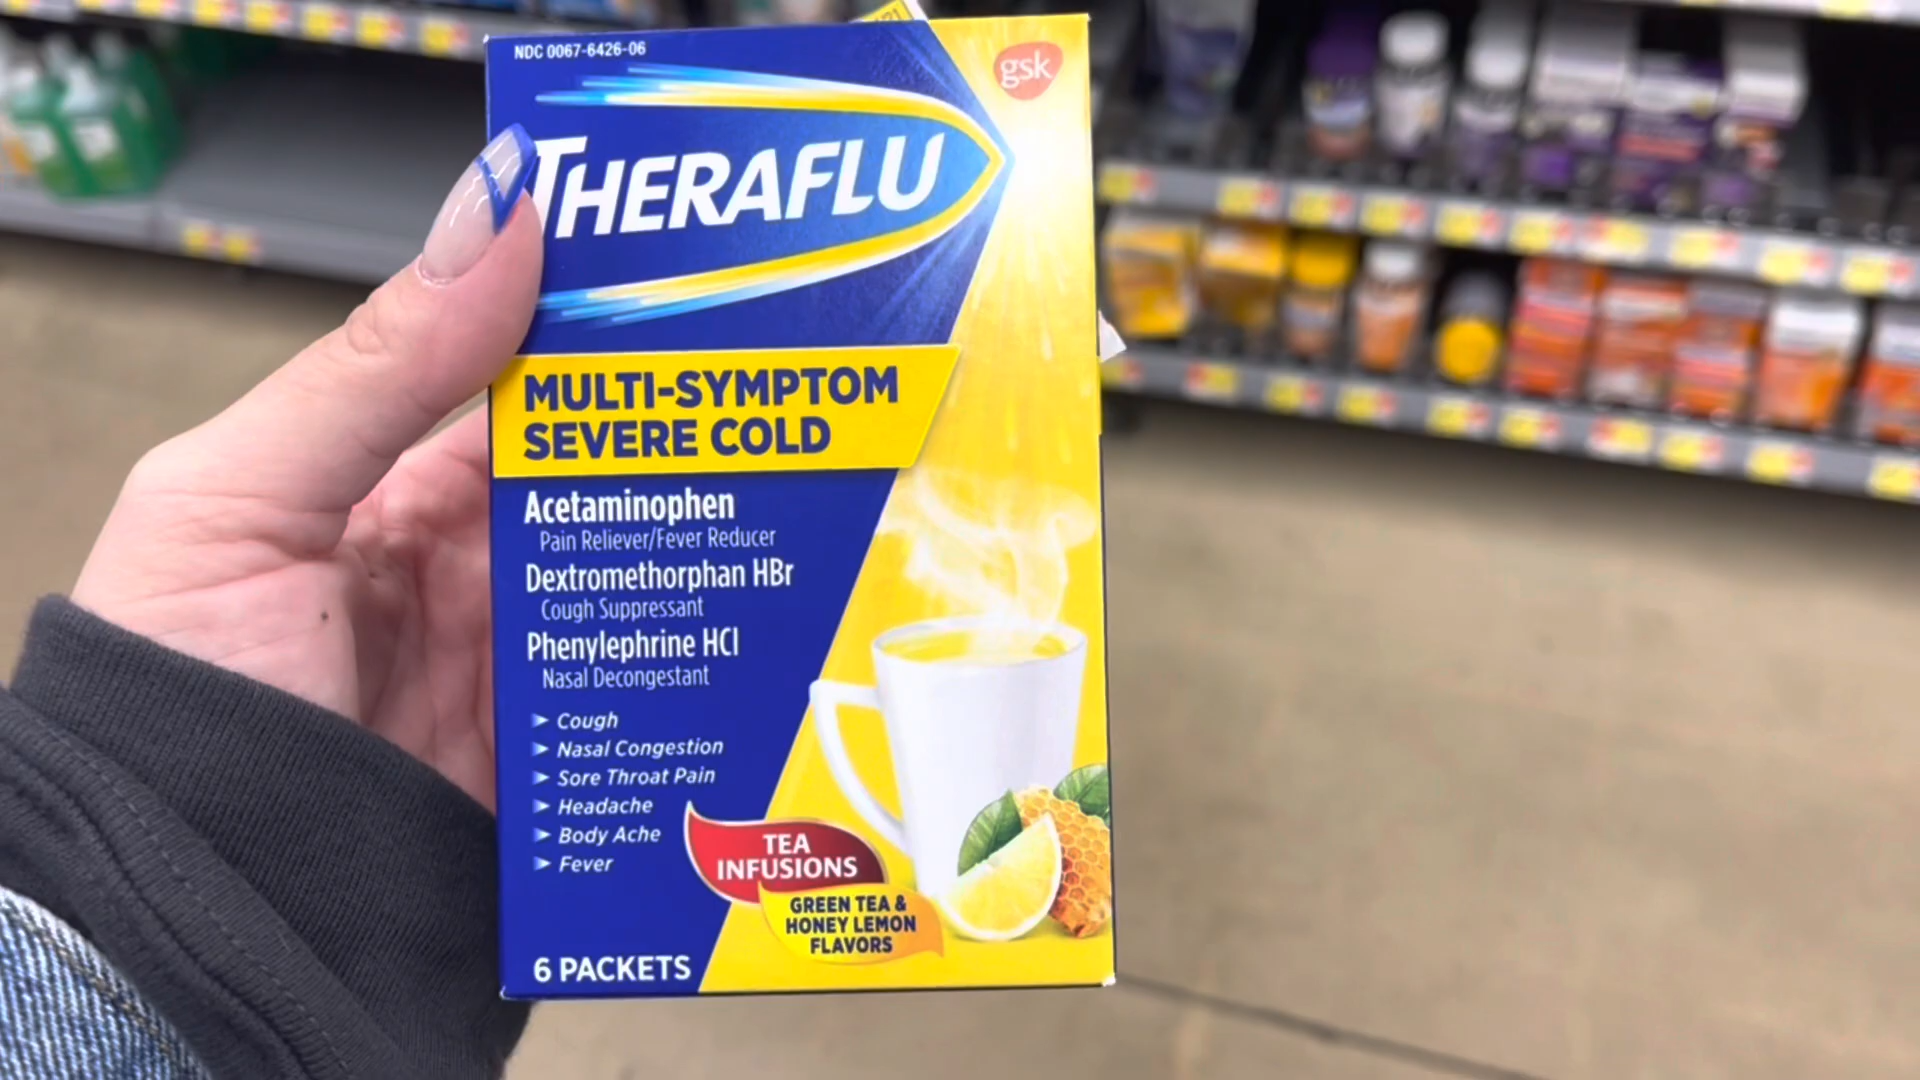 NDC 0067-6426-06
gsk
THERAFLU
MULTI-SYMPTOM
SEVERE COLD
Acetaminophen
Pain Reliever/Fever Reducer
Dextromethorphan HBr
Cough Suppressant
Phenylephrine HCl
Nasal Decongestant
Cough
Nasal Congestion
Sore Throat Pain
Headache
Body Ache
Fever
TEA
INFUSIONS
GREEN TEA &
HONEY LEMON
FLAVORS
6 PACKETS